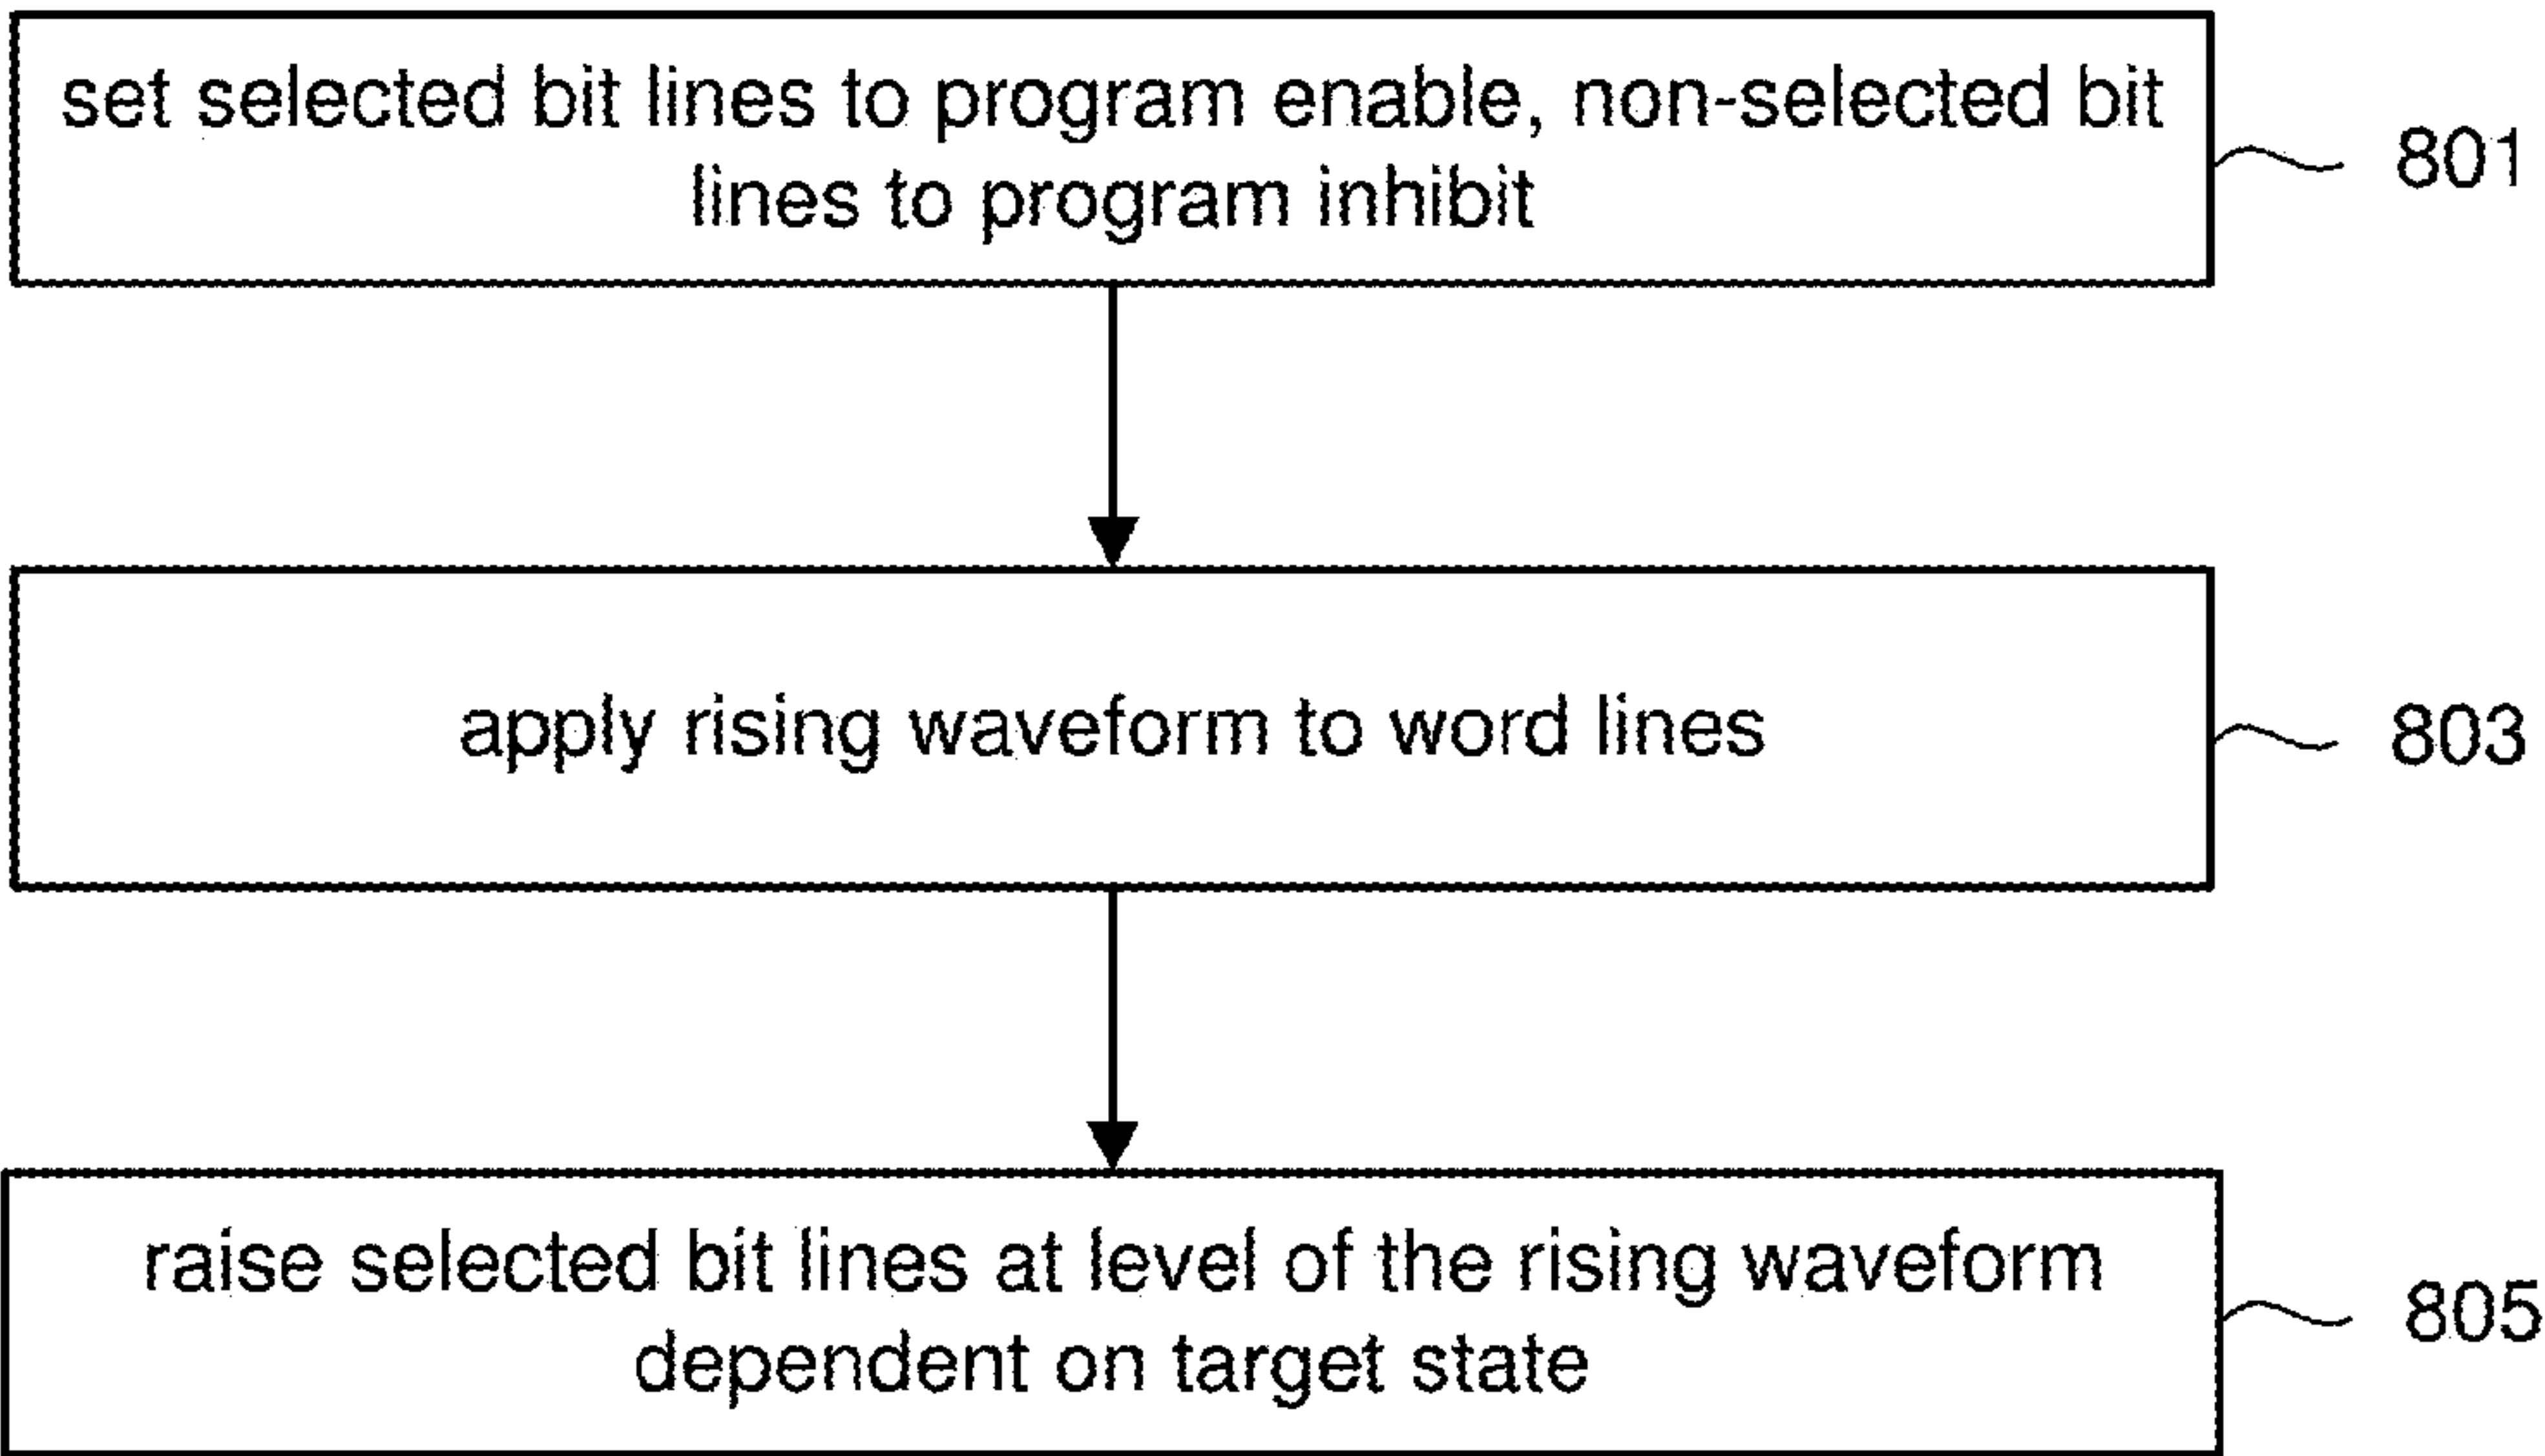 set selected bit lines to program enable, non-selected bit
lines to program inhibit
801
apply rising waveform to word lines
803
raise selected bit lines at level of the rising waveform
dependent on target state
805